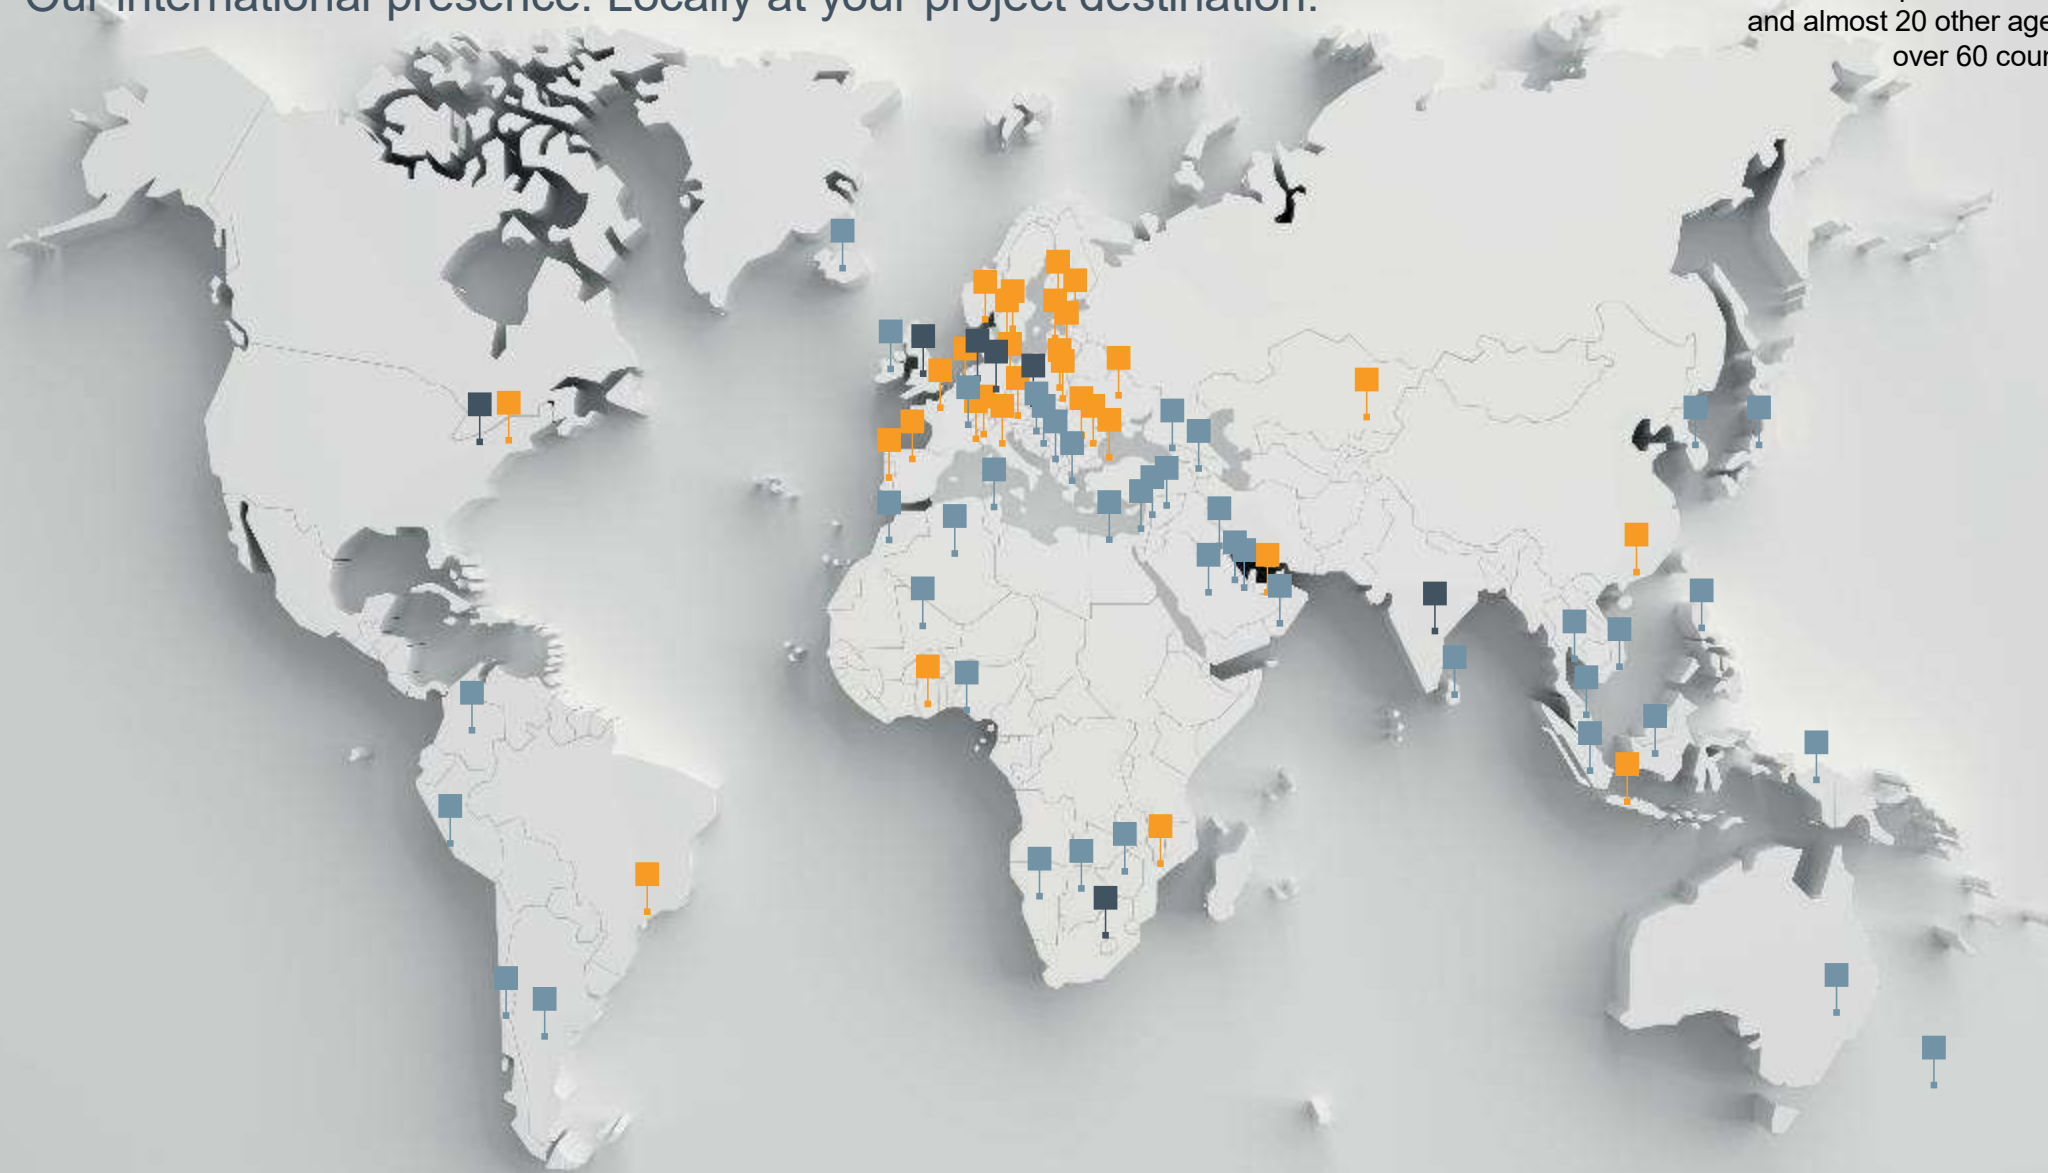 Our international presence. Locally at your project destination.
and almost 20 other
over 60